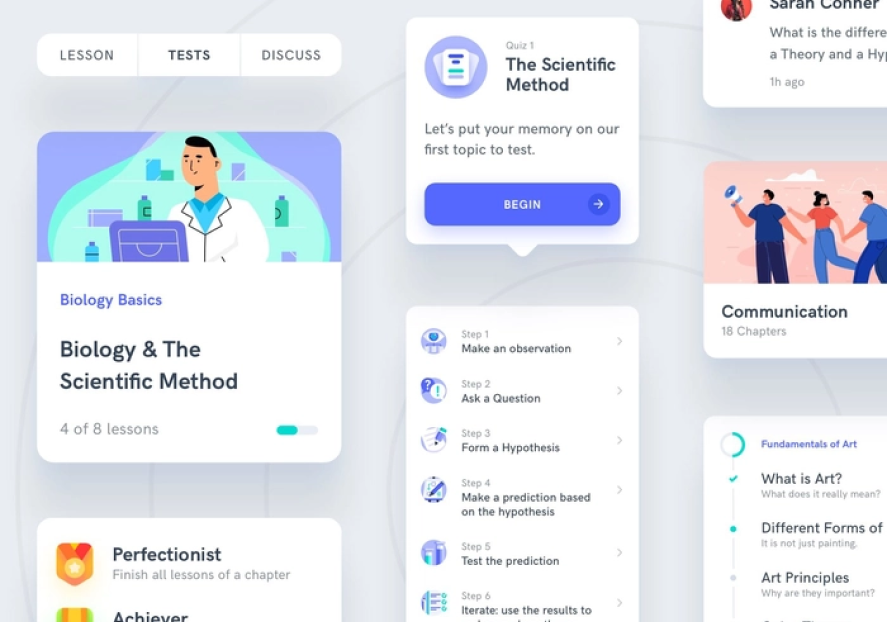 LESSON
TESTS
DISCUSS
Biology Basics
Biology & The
Scientific Method
4 of 8 lessons
Perfectionist
Finish all lessons of a chapter
Achiever
Quiz 1
The Scientific
Method
Let's put your memory on our
first topic to test.
BEGIN
Step 1
Make an observation
Step 2
Ask a Question
Step 3
Form a Hypothesis
Step 4
Make a prediction based
on the hypothesis
Step 5
Test the prediction
Step 6
Iterate: use the results to
Sarah Conner
What is the differe
a Theory and a Hy
1h ago
Communication
18 Chapters
Fundamentals of Art
What is Art?
What does it really mean?
Different Forms of
It is not just painting.
Art Principles
Why are they important?